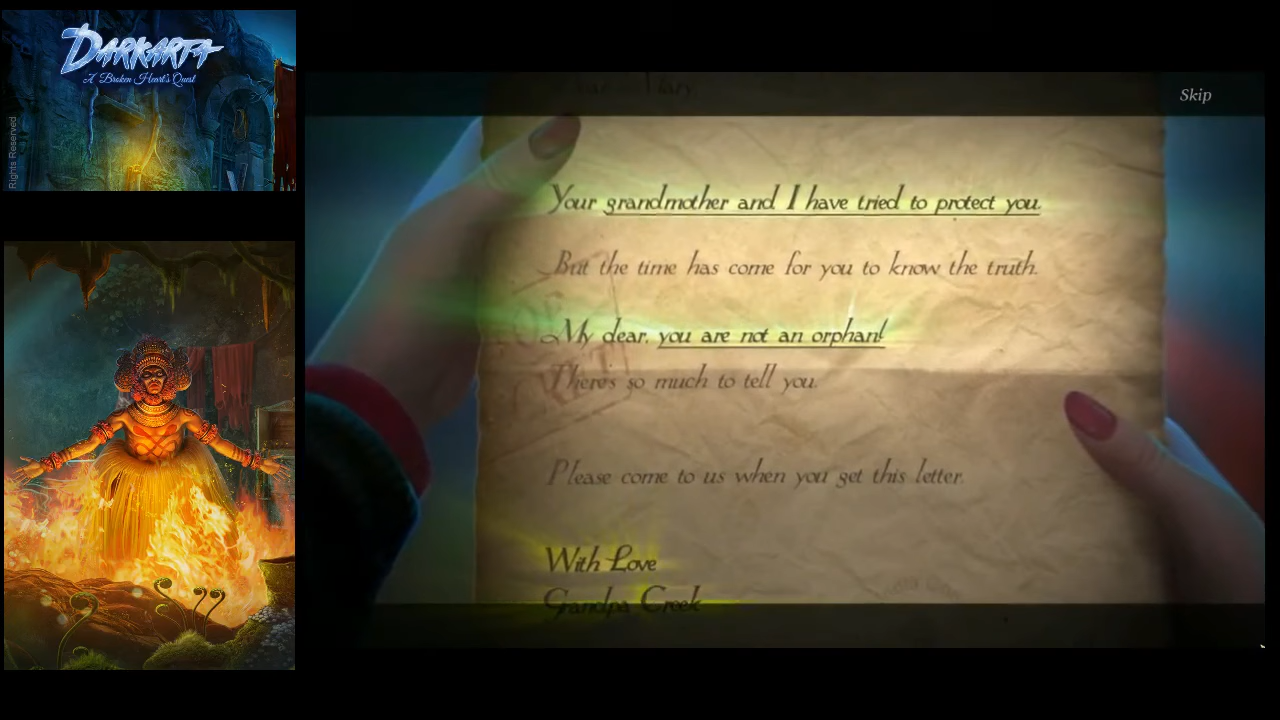 DARKARTA
A Broken Heart's Quest
Rights Reserved
Skip
Mary,
Your grandmother and I have tried to protect you.
But the time has come for you to know the truth.
My dear, you are not an orphan!
There's so much to tell you.
Please come to us when you get this letter.
With Love
Grandpa Creek